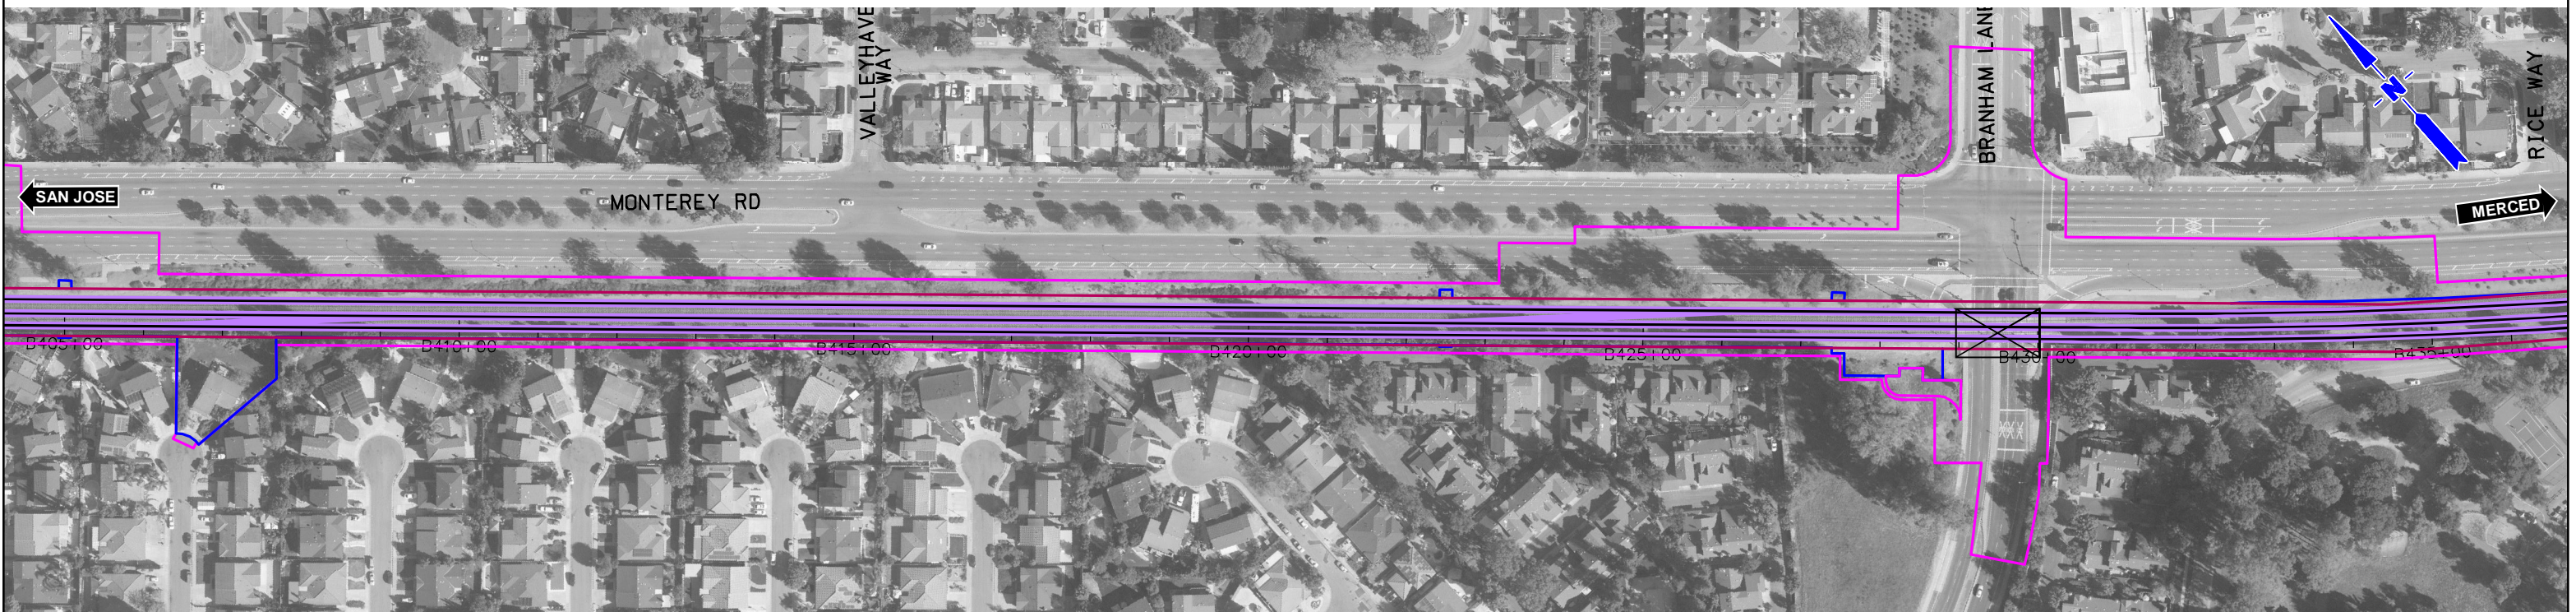 VALLEYHAVE
WAY
BRANHAM LANE
RICE WAY
N
SAN JOSE
MONTEREY RD
MERCED
B405+00
B410+00
B415+00
B420+00
B425+00
B430+00
B435+00